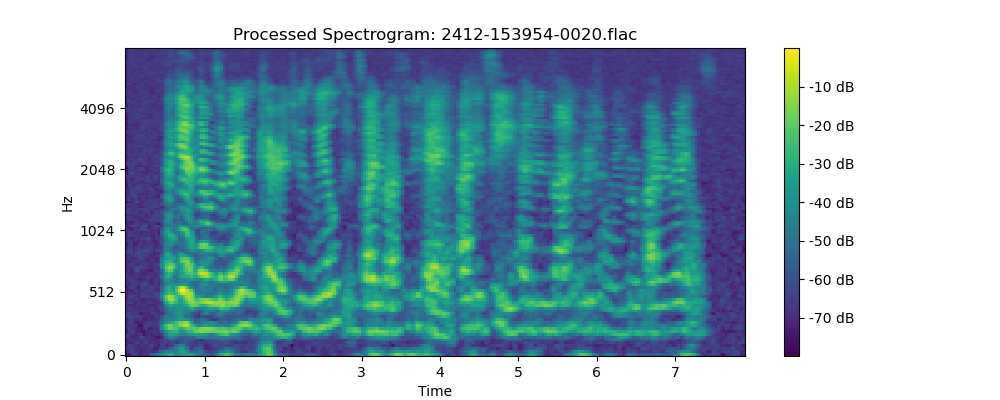 Processed Spectrogram: 2412-153954-0020.flac
Hz
4096
2048
1024
512
0
0 1 2 3 4 5 6 7
Time
-10 dB
-20 dB
-30 dB
-40 dB
-50 dB
-60 dB
-70 dB